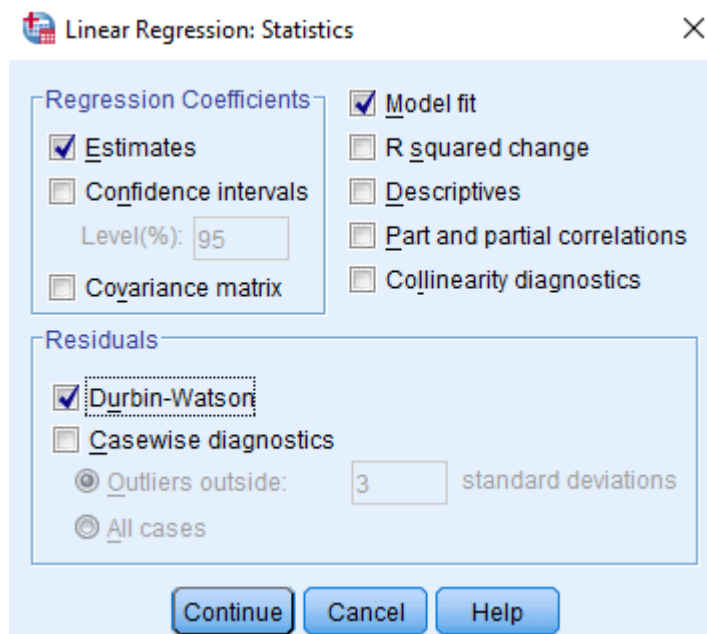 Linear Regression: Statistics
Regression Coefficients
Estimates
Confidence intervals
Level(%): 95
Covariance matrix
Model fit
R squared change
Descriptives
Part and partial correlations
Collinearity diagnostics
Residuals
Durbin-Watson
Casewise diagnostics
Outliers outside: 3 standard deviations
All cases
Continue Cancel Help